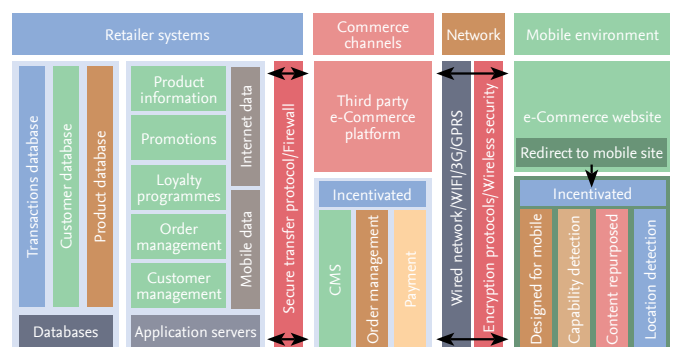 Retailer systems
Commerce
channels
Network
Mobile environment
Transactions database
Customer database
Product database
Databases
Product
information
Promotions
Loyalty
programmes
Order
management
Customer
management
Internet data
Mobile data
Application servers
Secure transfer protocol/Firewall
Third party
e-Commerce
platform
Incentivated
CMS
Order management
Payment
Wired network/WIFI/3G/GPRS
Encryption protocols/Wireless security
e-Commerce website
Redirect to mobile site
Incentivated
Designed for mobile
Capability detection
Content repurposed
Location detection